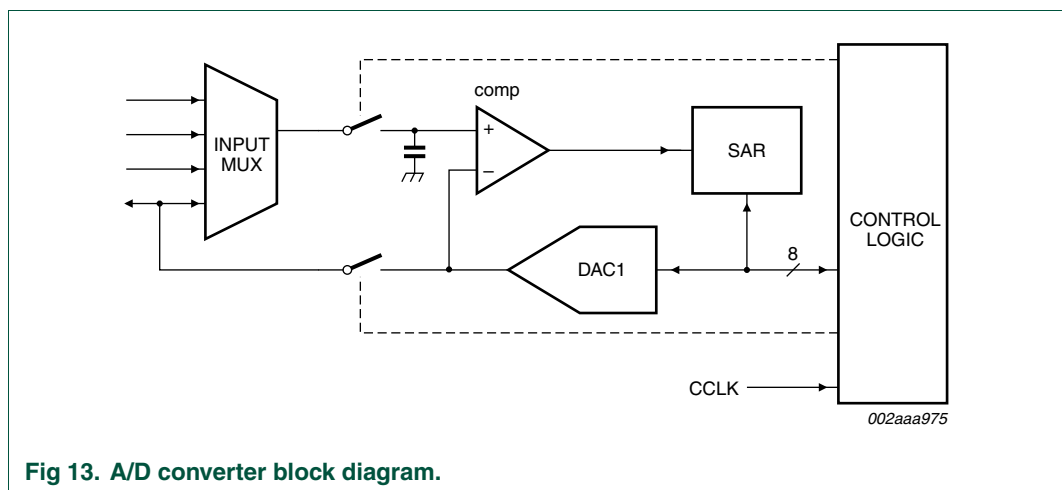 comp
INPUT
MUX
+
–
SAR
DAC1
8
CONTROL
LOGIC
CCLK
002aaa975
Fig 13. A/D converter block diagram.